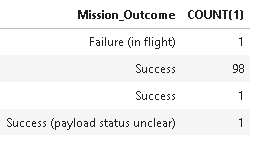 Mission_Outcome COUNT(1)
Failure (in flight) 1
Success 98
Success 1
Success (payload status unclear) 1